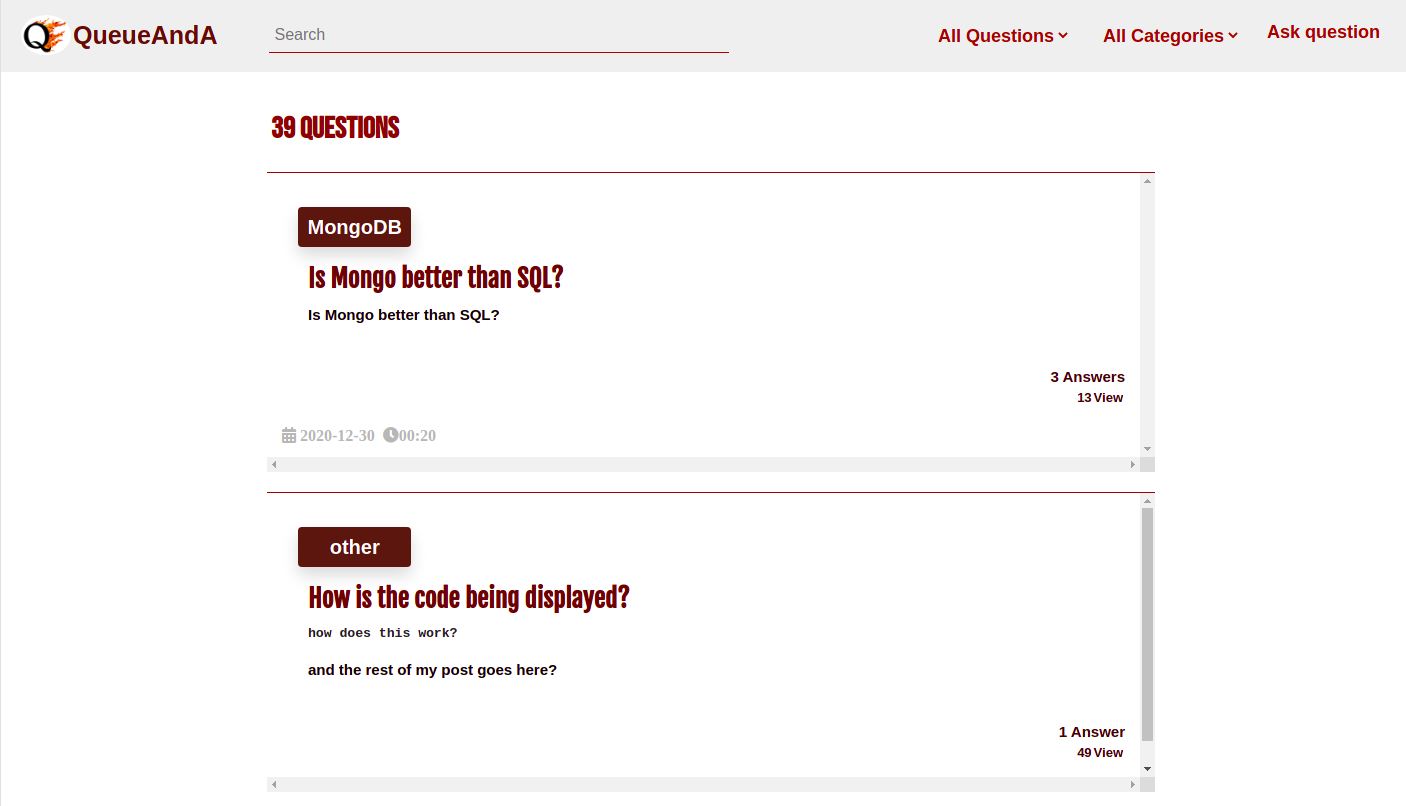 QueueAndA
Search
All Questions
All Categories
Ask question
39 QUESTIONS
MongoDB
Is Mongo better than SQL?
Is Mongo better than SQL?
3 Answers
13 View
2020-12-30 00:20
other
How is the code being displayed?
how does this work?
and the rest of my post goes here?
1 Answer
49 View